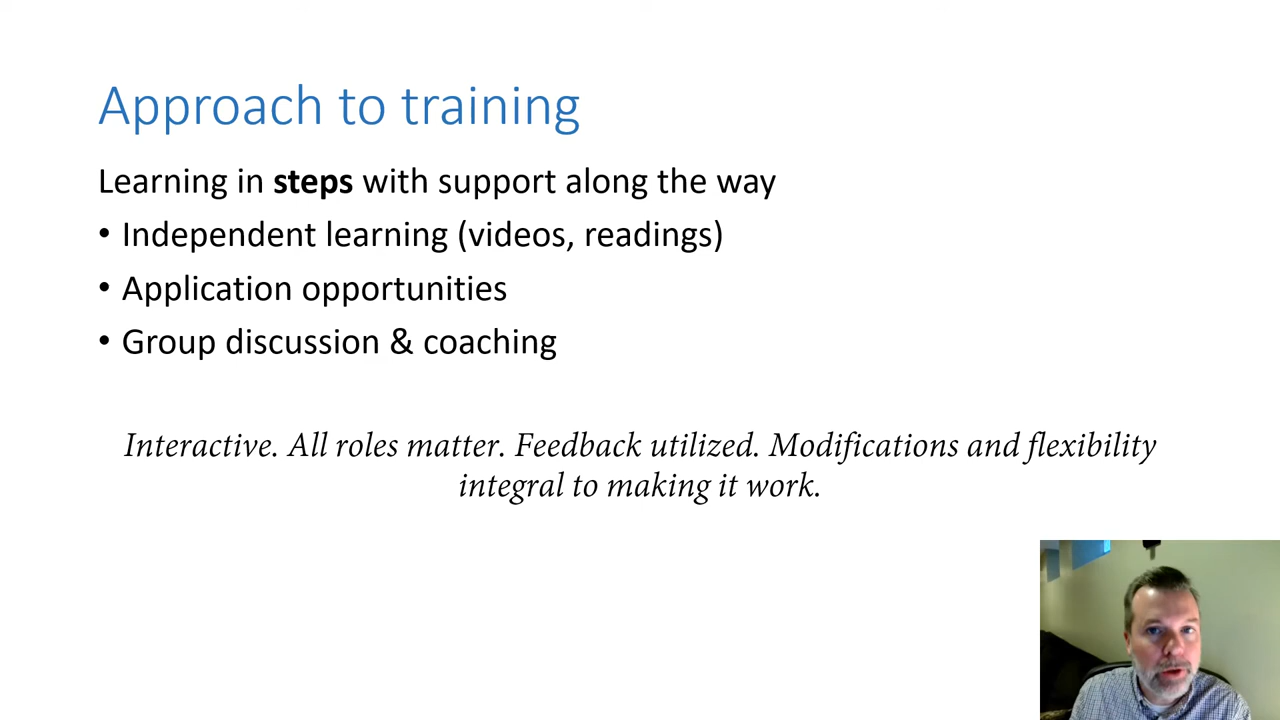 Approach to training
Learning in steps with support along the way
• Independent learning (videos, readings)
• Application opportunities
• Group discussion & coaching
Interactive. All roles matter. Feedback utilized. Modifications and flexibility
integral to making it work.